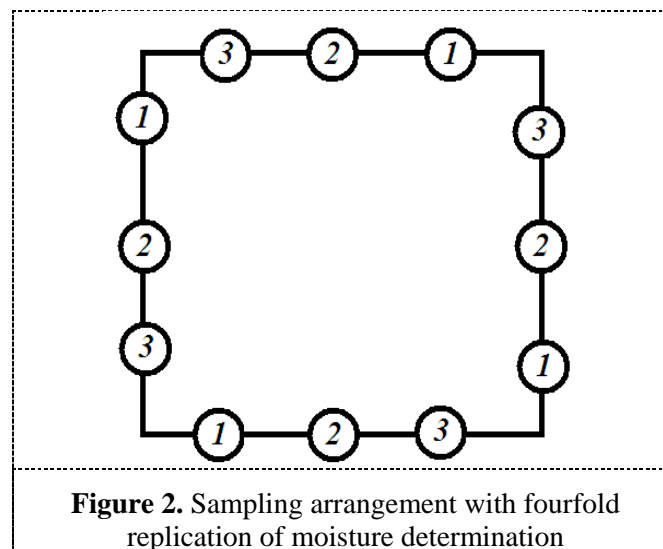 3 2 1
1
3
2
2
3
1
1 2 3
Figure 2. Sampling arrangement with fourfold
replication of moisture determination